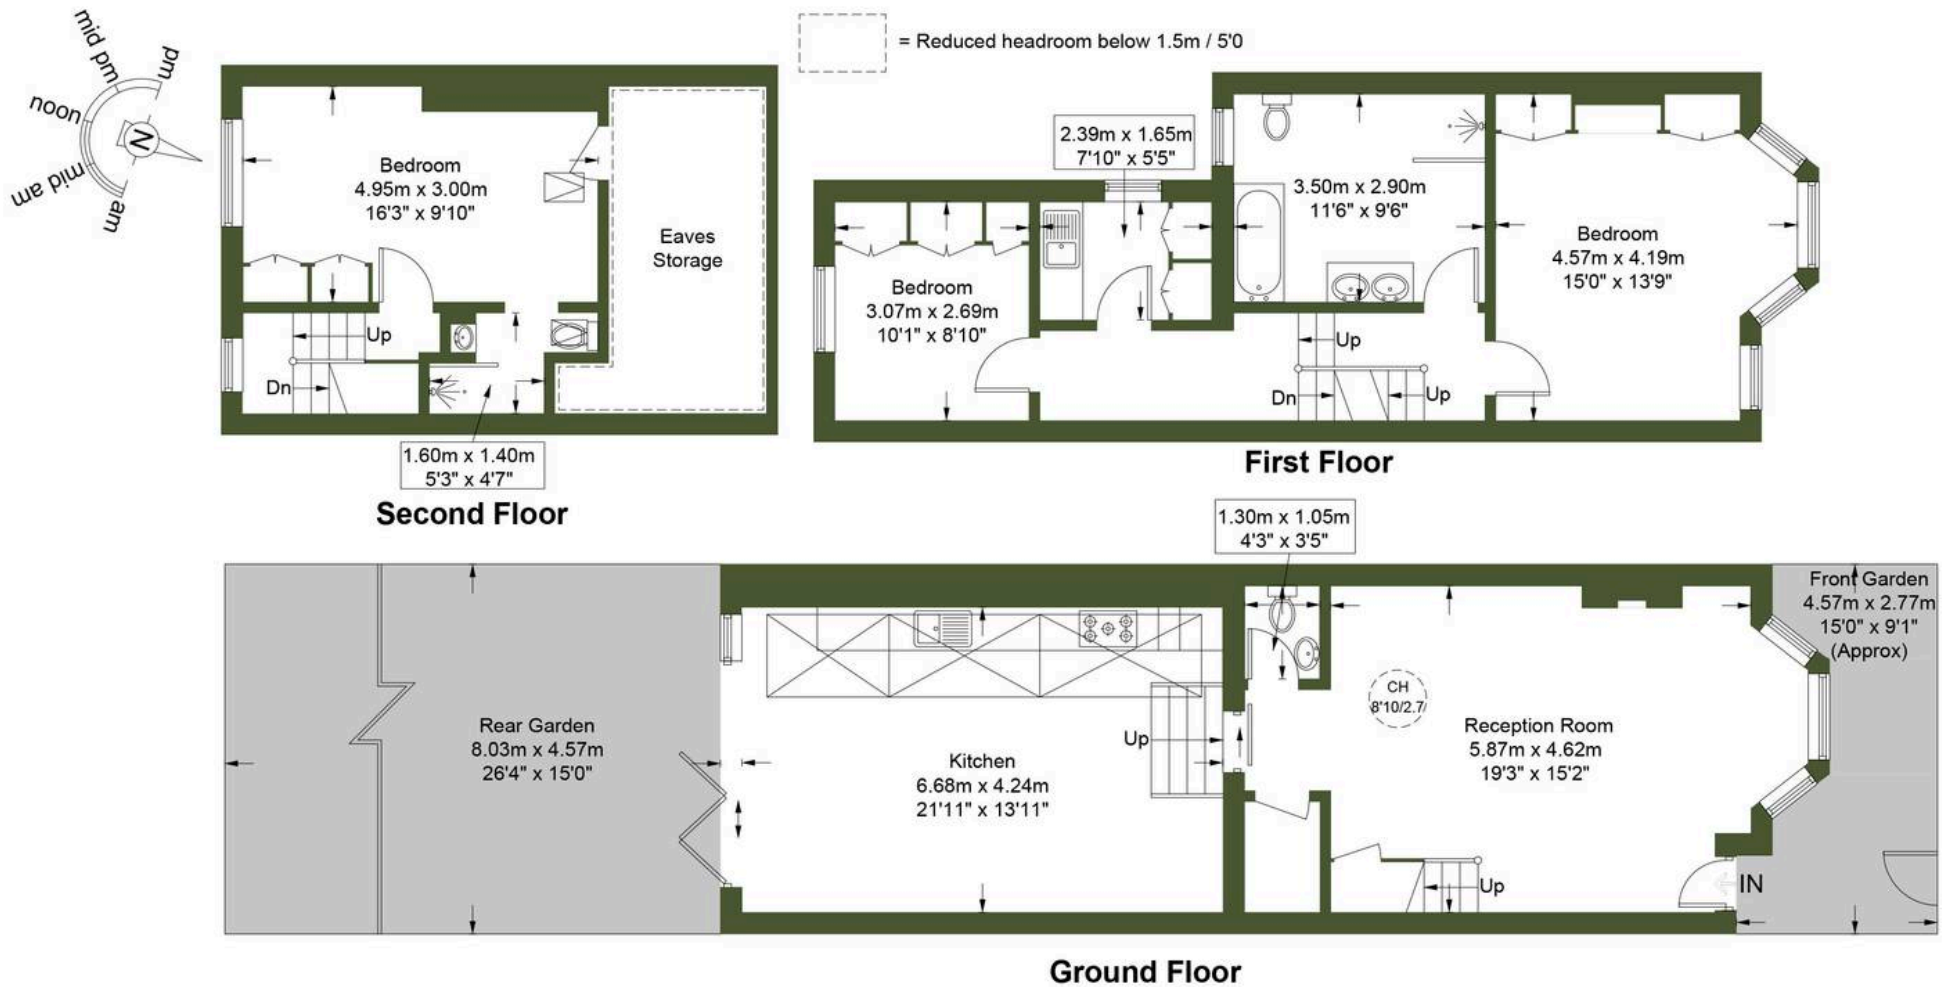 pm
mid pm
noon
mid am
am
N
= Reduced headroom below 1.5m / 5'0
Bedroom
4.95m x 3.00m
16'3" x 9'10"
Eaves
Storage
Up
Dn
1.60m x 1.40m
5'3" x 4'7"
Second Floor
2.39m x 1.65m
7'10" x 5'5"
3.50m x 2.90m
11'6" x 9'6"
Bedroom
4.57m x 4.19m
15'0" x 13'9"
Bedroom
3.07m x 2.69m
10'1" x 8'10"
Up
Dn
Up
First Floor
1.30m x 1.05m
4'3" x 3'5"
Front Garden
4.57m x 2.77m
15'0" x 9'1"
(Approx)
CH
8'10/2.7
Rear Garden
8.03m x 4.57m
26'4" x 15'0"
Up
Kitchen
6.68m x 4.24m
21'11" x 13'11"
Reception Room
5.87m x 4.62m
19'3" x 15'2"
Up
IN
Ground Floor